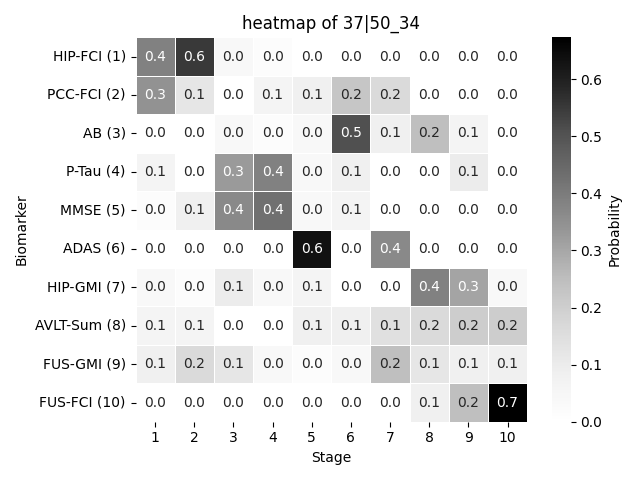 heatmap of 37|50_34
HIP-FCI (1) 0.4 0.6 0.0 0.0 0.0 0.0 0.0 0.0 0.0 0.0
PCC-FCI (2) 0.3 0.1 0.0 0.1 0.1 0.2 0.2 0.0 0.0 0.0
AB (3) 0.0 0.0 0.0 0.0 0.0 0.5 0.1 0.2 0.1 0.0
P-Tau (4) 0.1 0.0 0.3 0.4 0.0 0.1 0.0 0.0 0.1 0.0
MMSE (5) 0.0 0.1 0.4 0.4 0.0 0.1 0.0 0.0 0.0 0.0
ADAS (6) 0.0 0.0 0.0 0.0 0.6 0.0 0.4 0.0 0.0 0.0
HIP-GMI (7) 0.0 0.0 0.1 0.0 0.1 0.0 0.0 0.4 0.3 0.0
AVLT-Sum (8) 0.1 0.1 0.0 0.0 0.1 0.1 0.1 0.2 0.2 0.2
FUS-GMI (9) 0.1 0.2 0.1 0.0 0.0 0.0 0.2 0.1 0.1 0.1
FUS-FCI (10) 0.0 0.0 0.0 0.0 0.0 0.0 0.0 0.1 0.2 0.7
1 2 3 4 5 6 7 8 9 10
Stage
Biomarker
0.6
0.5
0.4
0.3
0.2
0.1
0.0
Probability